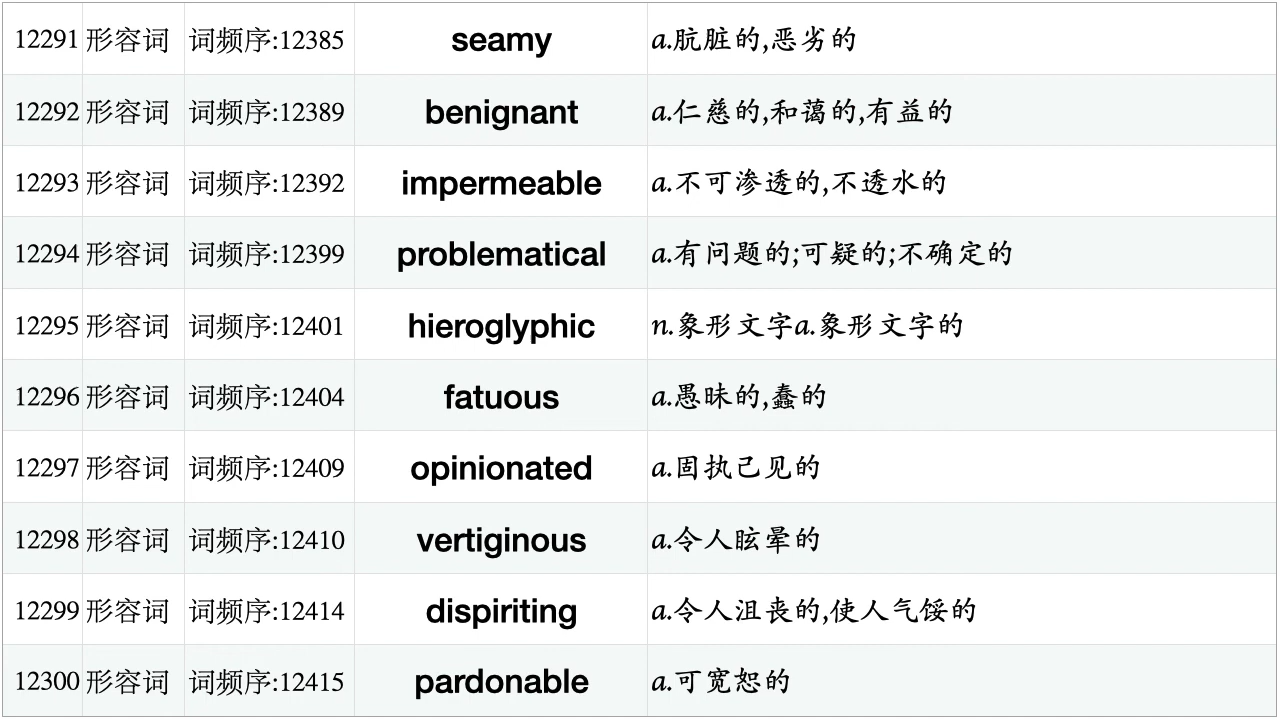 12291 形容词 词频序:12385 seamy a.肮脏的,恶劣的
12292 形容词 词频序:12389 benignant a.仁慈的,和蔼的,有益的
12293 形容词 词频序:12392 impermeable a.不可渗透的,不透水的
12294 形容词 词频序:12399 problematical a.有问题的;可疑的;不确定的
12295 形容词 词频序:12401 hieroglyphic n.象形文字a.象形文字的
12296 形容词 词频序:12404 fatuous a.愚昧的,蠢的
12297 形容词 词频序:12409 opinionated a.固执己见的
12298 形容词 词频序:12410 vertiginous a.令人眩晕的
12299 形容词 词频序:12414 dispiriting a.令人沮丧的,使人气馁的
12300 形容词 词频序:12415 pardonable a.可宽恕的